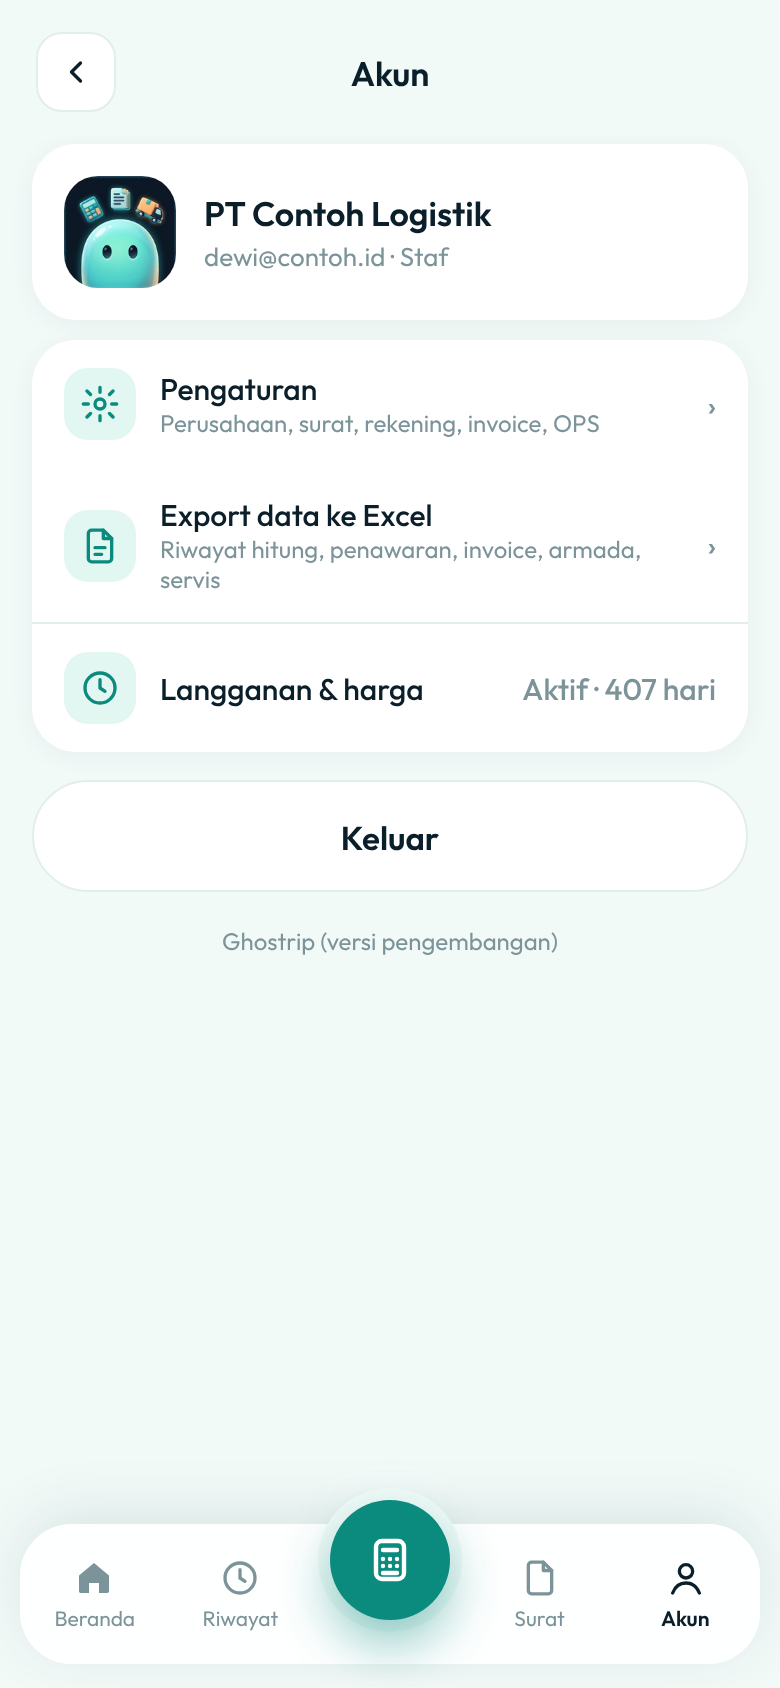 Akun
PT Contoh Logistik
dewi@contoh.id · Staf
Pengaturan
Perusahaan, surat, rekening, invoice, OPS
›
Export data ke Excel
Riwayat hitung, penawaran, invoice, armada,
servis
›
Langganan & harga
Aktif · 407 hari
Keluar
Ghostrip (versi pengembangan)
Beranda
Riwayat
Surat
Akun